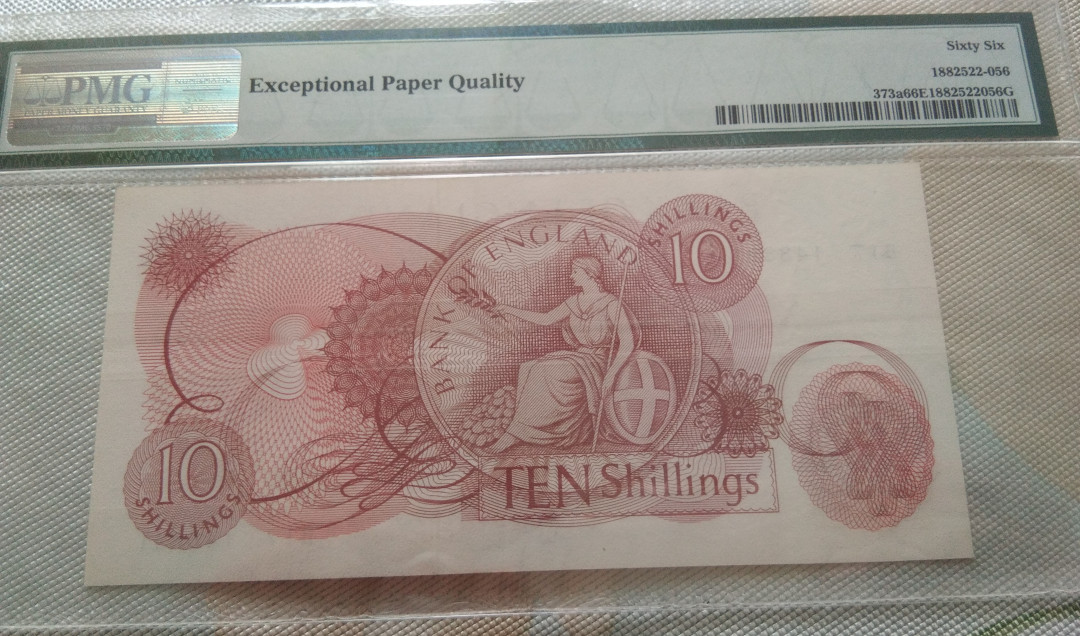 Sixty Six
PMG
Exceptional Paper Quality
1882522-056
373a66E1882522056G
BANK OF ENGLAND
SHILLINGS
10
10
SHILLINGS
TEN Shillings